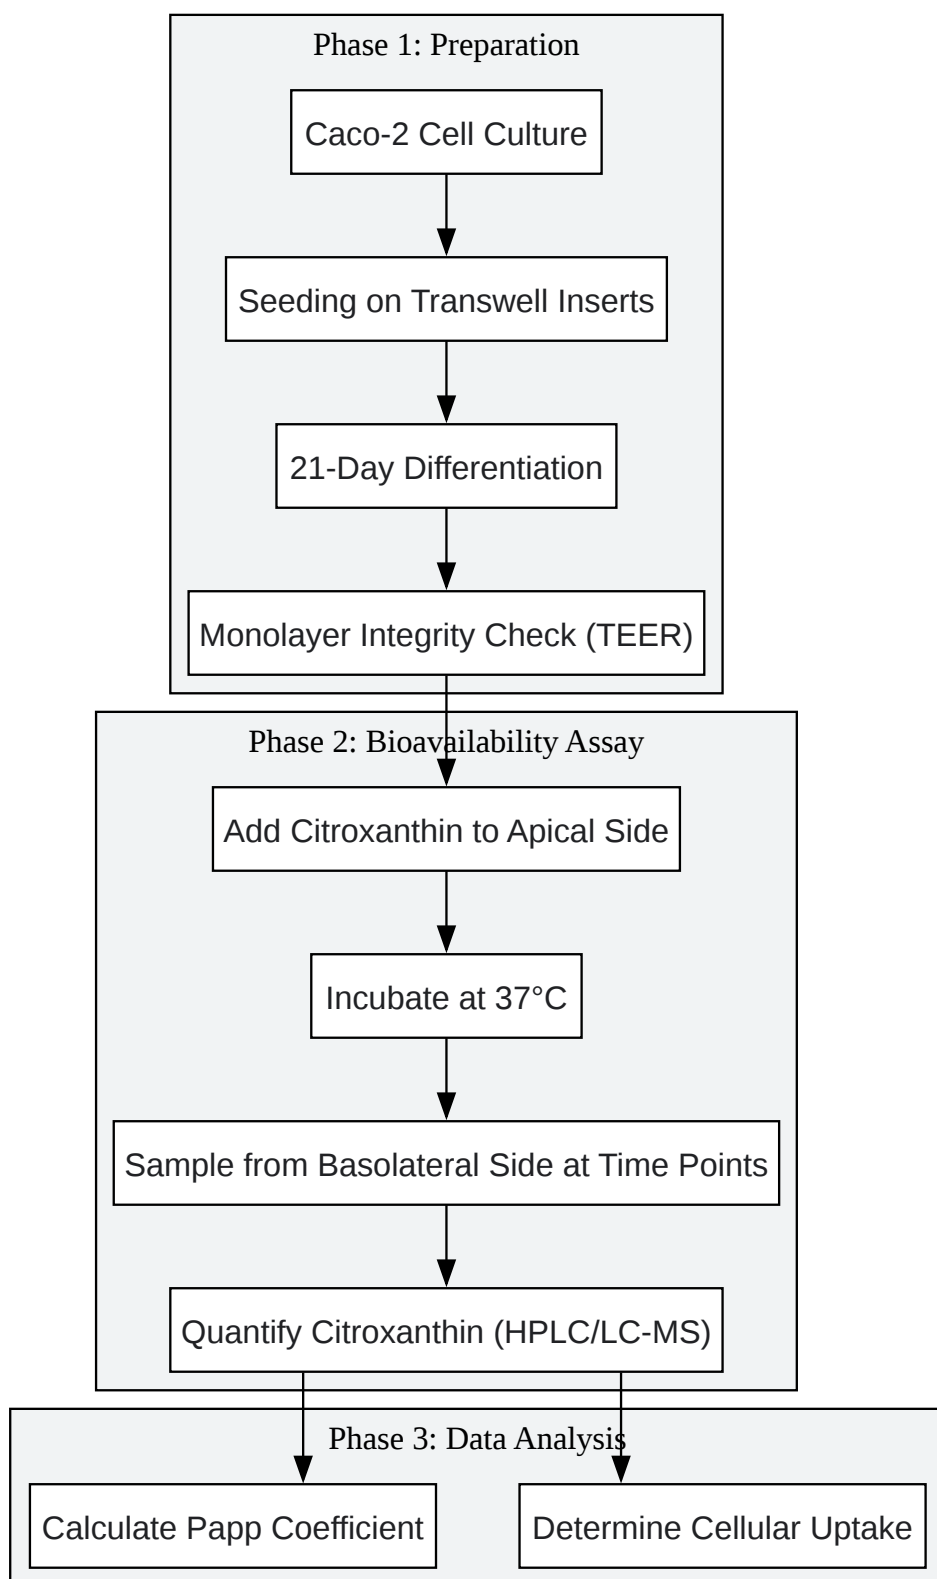 Phase 1: Preparation
Caco-2 Cell Culture
Seeding on Transwell Inserts
21-Day Differentiation
Monolayer Integrity Check (TEER)
Phase 2: Bioavailability Assay
Add Citroxanthin to Apical Side
Incubate at 37°C
Sample from Basolateral Side at Time Points
Quantify Citroxanthin (HPLC/LC-MS)
Phase 3: Data Analysis
Calculate Papp Coefficient
Determine Cellular Uptake